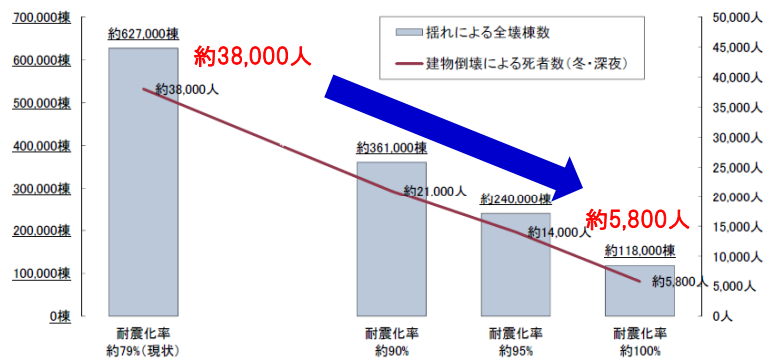 700,000棟
600,000棟
500,000棟
400,000棟
300,000棟
200,000棟
100,000棟
0棟
50,000人
45,000人
40,000人
35,000人
30,000人
25,000人
20,000人
15,000人
10,000人
5,000人
0人
揺れによる全壊棟数
建物倒壊による死者数(冬・深夜)
約627,000棟
約38,000人
約38,000人
約361,000棟
約21,000人
約240,000棟
約14,000人
約5,800人
約118,000棟
約5,800人
耐震化率
約79%(現状)
耐震化率
約90%
耐震化率
約95%
耐震化率
約100%